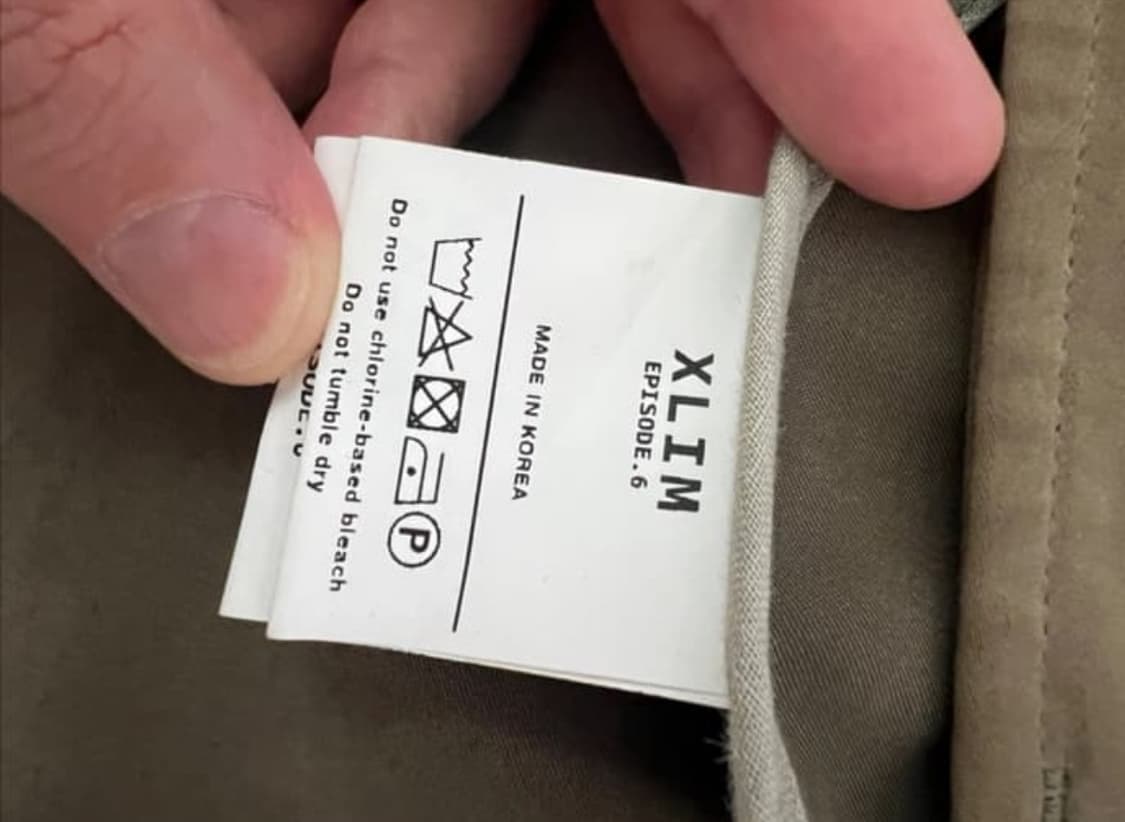 XLIM
EPISODE.6
MADE IN KOREA
P
Do not use chlorine-based bleach
Do not tumble dry